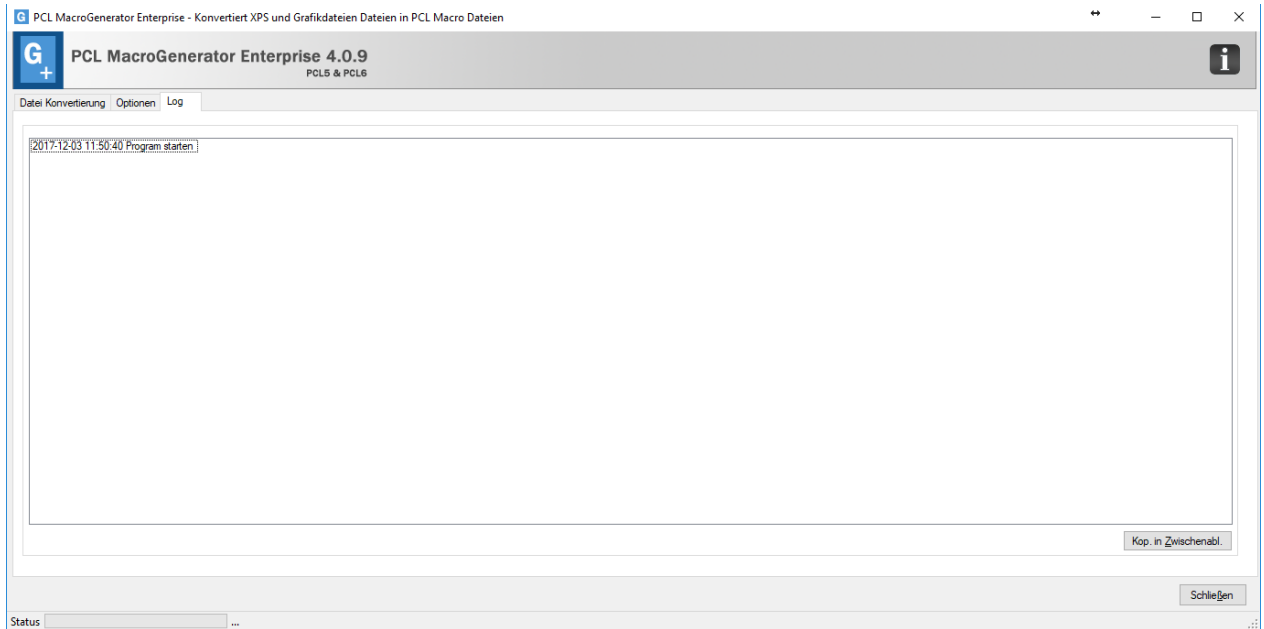 PCL MacroGenerator Enterprise - Konvertiert XPS und Grafikdateien Dateien in PCL Macro Dateien
G+
PCL MacroGenerator Enterprise 4.0.9
PCL5 & PCL6
i
Datei Konvertierung Optionen Log
2017-12-03 11:50:40 Program starten
Kop. in Zwischenabl.
Schließen
Status ...